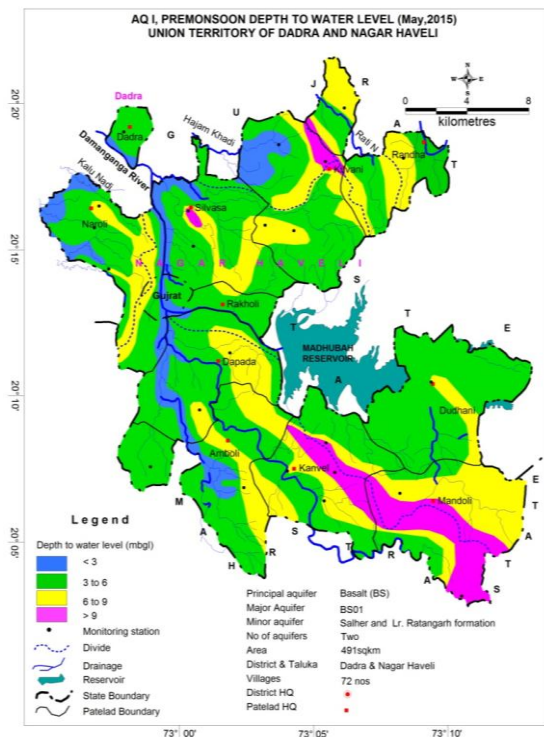 AQ I, PREMONSOON DEPTH TO WATER LEVEL (May,2015)
UNION TERRITORY OF DADRA AND NAGAR HAVELI
N
W E
S
0 4 8
kilometres
20° 20'
20° 15'
20° 10'
20° 05'
G U J R A T
Dadra
Dadra
Hajam Khadi
Damanganga River
Kalu Nadi
Rati N
Randha
Kilvani
Silvasa
Naroli
N A G A R H A V E L I
Gujrat
Rakholi
S T A T E
MADHUBAH
RESERVOIR
Dapada
Dudhani
Amboli
Kanvel
Mandoli
M A H R S T R A S T A T E
Legend
Depth to water level (mbgl)
< 3
3 to 6
6 to 9
> 9
Monitoring station
Divide
Drainage
Reservoir
State Boundary
Patelad Boundary
Principal aquifer Basalt (BS)
Major Aquifer BS01
Minor aquifer Salher and Lr. Ratangarh formation
No of aquifers Two
Area 491sqkm
District & Taluka Dadra & Nagar Haveli
Villages 72 nos
District HQ
Patelad HQ
73° 00' 73° 05' 73° 10'